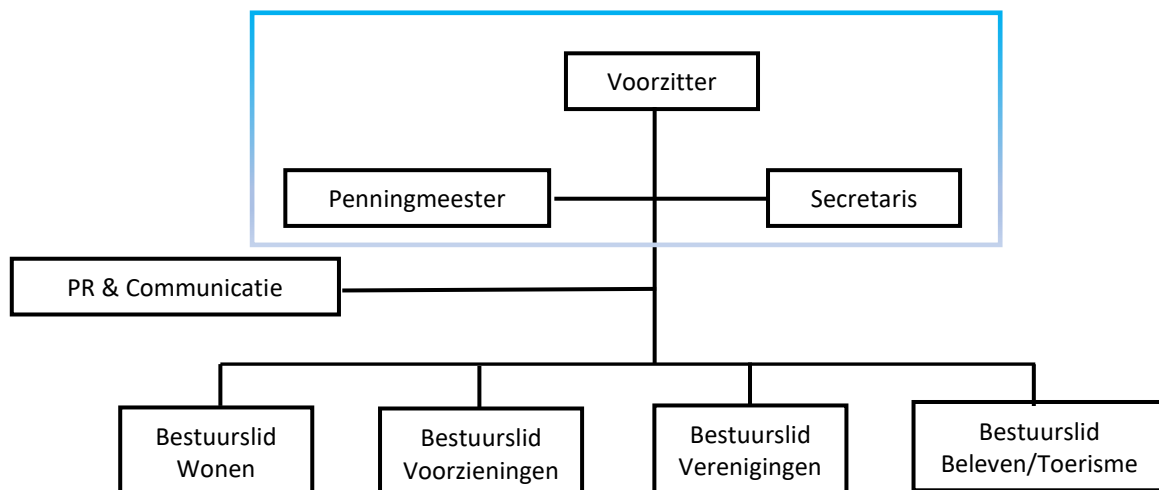 Voorzitter
Penningmeester
Secretaris
PR & Communicatie
Bestuurslid
Wonen
Bestuurslid
Voorzieningen
Bestuurslid
Verenigingen
Bestuurslid
Beleven/Toerisme